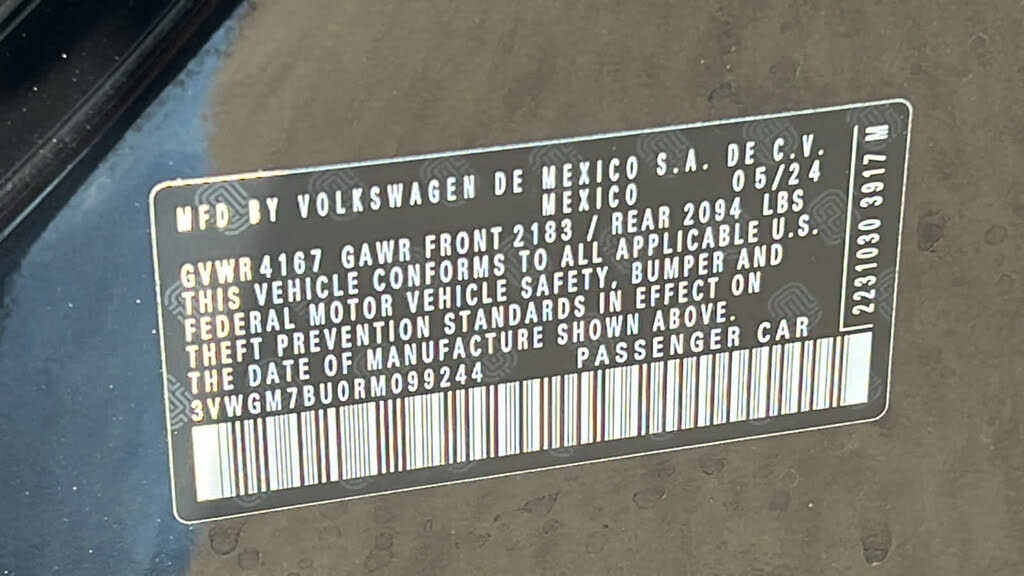 MFD BY VOLKSWAGEN DE MEXICO S.A. DE C.V.
MEXICO 05/24
GVWR 4167 GAWR FRONT 2183 / REAR 2094 LBS
THIS VEHICLE CONFORMS TO ALL APPLICABLE U.S.
FEDERAL MOTOR VEHICLE SAFETY, BUMPER AND
THEFT PREVENTION STANDARDS IN EFFECT ON
THE DATE OF MANUFACTURE SHOWN ABOVE.
3VWGM7BU0RM099244 PASSENGER CAR
2231030 3917 M